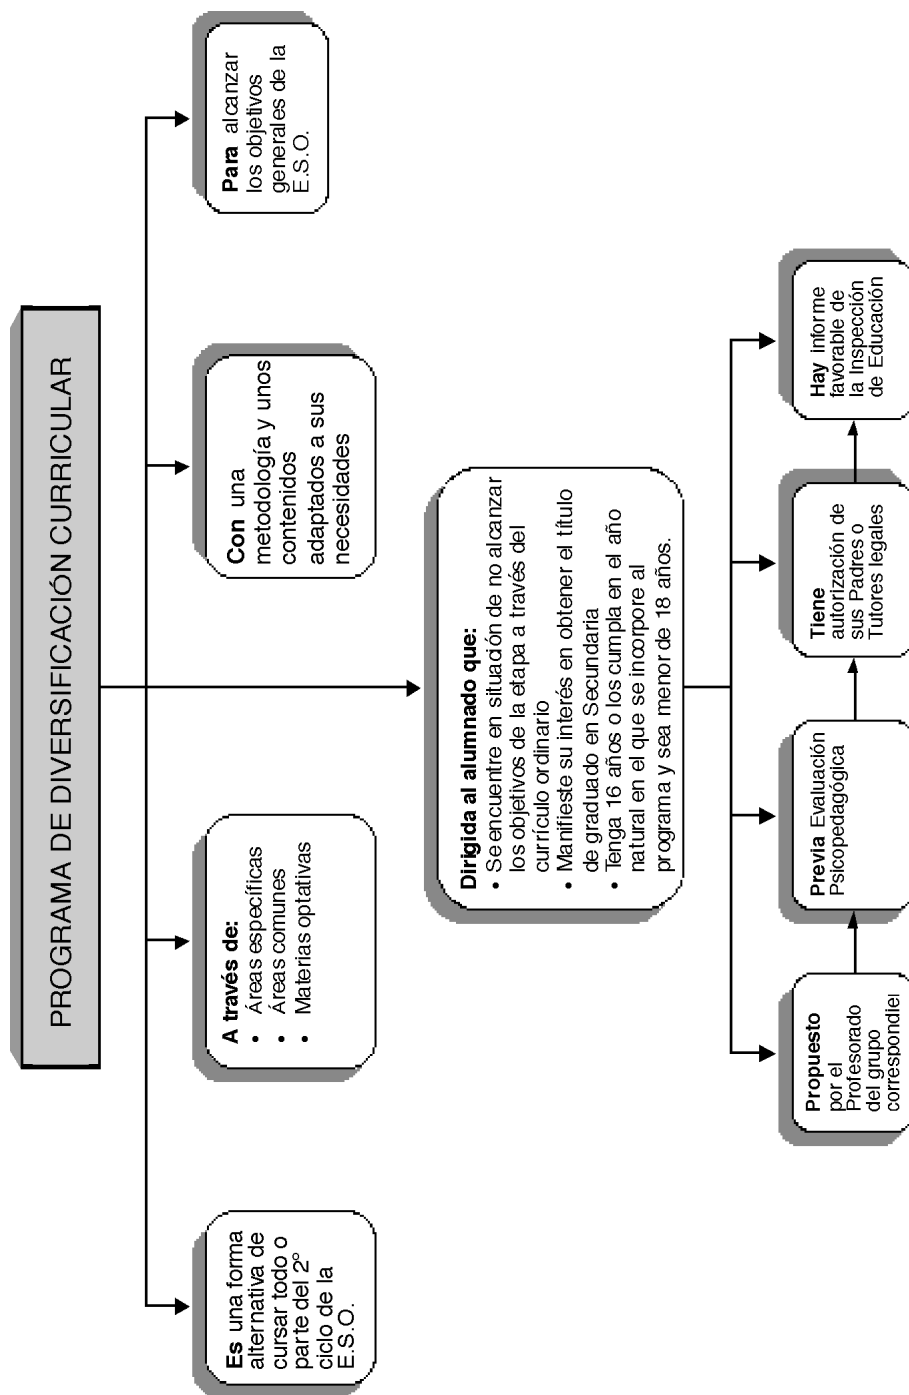 PROGRAMA DE DIVERSIFICACIÓN CURRICULAR
Es una forma
alternativa de
cursar todo o
parte del 2°
ciclo de la
E.S.O.
A través de:
• Áreas específicas
• Áreas comunes
• Materias optativas
Con una
metodología y unos
contenidos
adaptados a sus
necesidades
Para alcanzar
los objetivos
generales de la
E.S.O.
Dirigida al alumnado que:
• Se encuentre en situación de no alcanzar
los objetivos de la etapa a través del
currículo ordinario
• Manifieste su interés en obtener el título
de graduado en Secundaria
• Tenga 16 años o los cumpla en el año
natural en el que se incorpore al
programa y sea menor de 18 años.
Propuesto
por el
Profesorado
del grupo
Previa Evaluación
Psicopedagógica
Tiene
autorización de
sus Padres o
Tutores legales
Hay informe
favorable de
la Inspección
de Educación